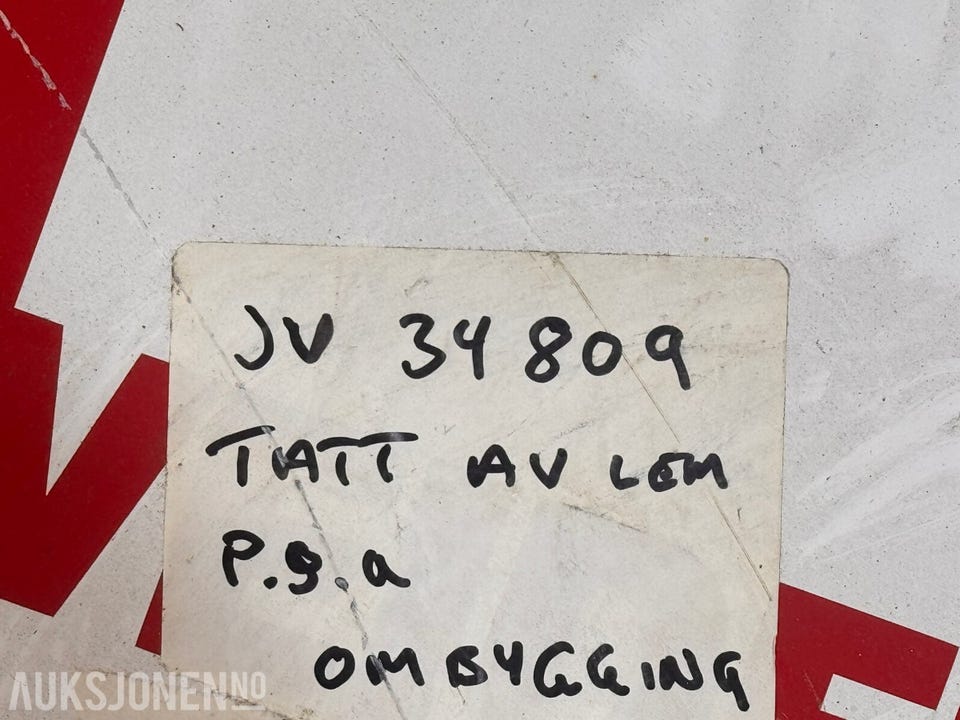 JV 34809
TATT AV LEM
P.g.a
OMBYGGING
AUKSJONEN.NO